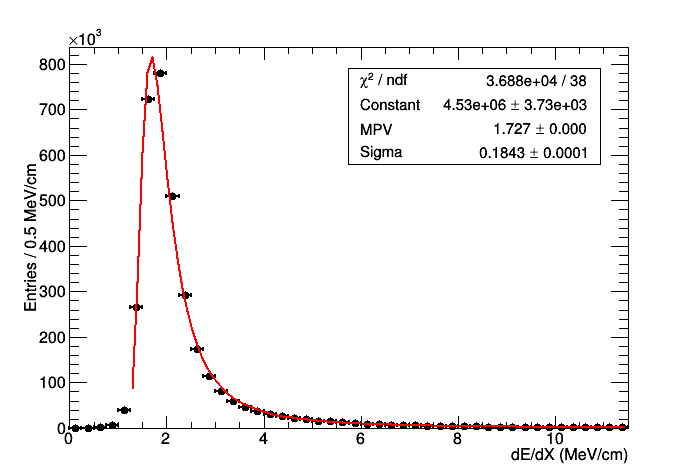 ×10³
800
700
600
500
400
300
200
100
0
Entries / 0.5 MeV/cm
χ² / ndf 3.688e+04 / 38
Constant 4.53e+06 ± 3.73e+03
MPV 1.727 ± 0.000
Sigma 0.1843 ± 0.0001
0 2 4 6 8 10
dE/dX (MeV/cm)